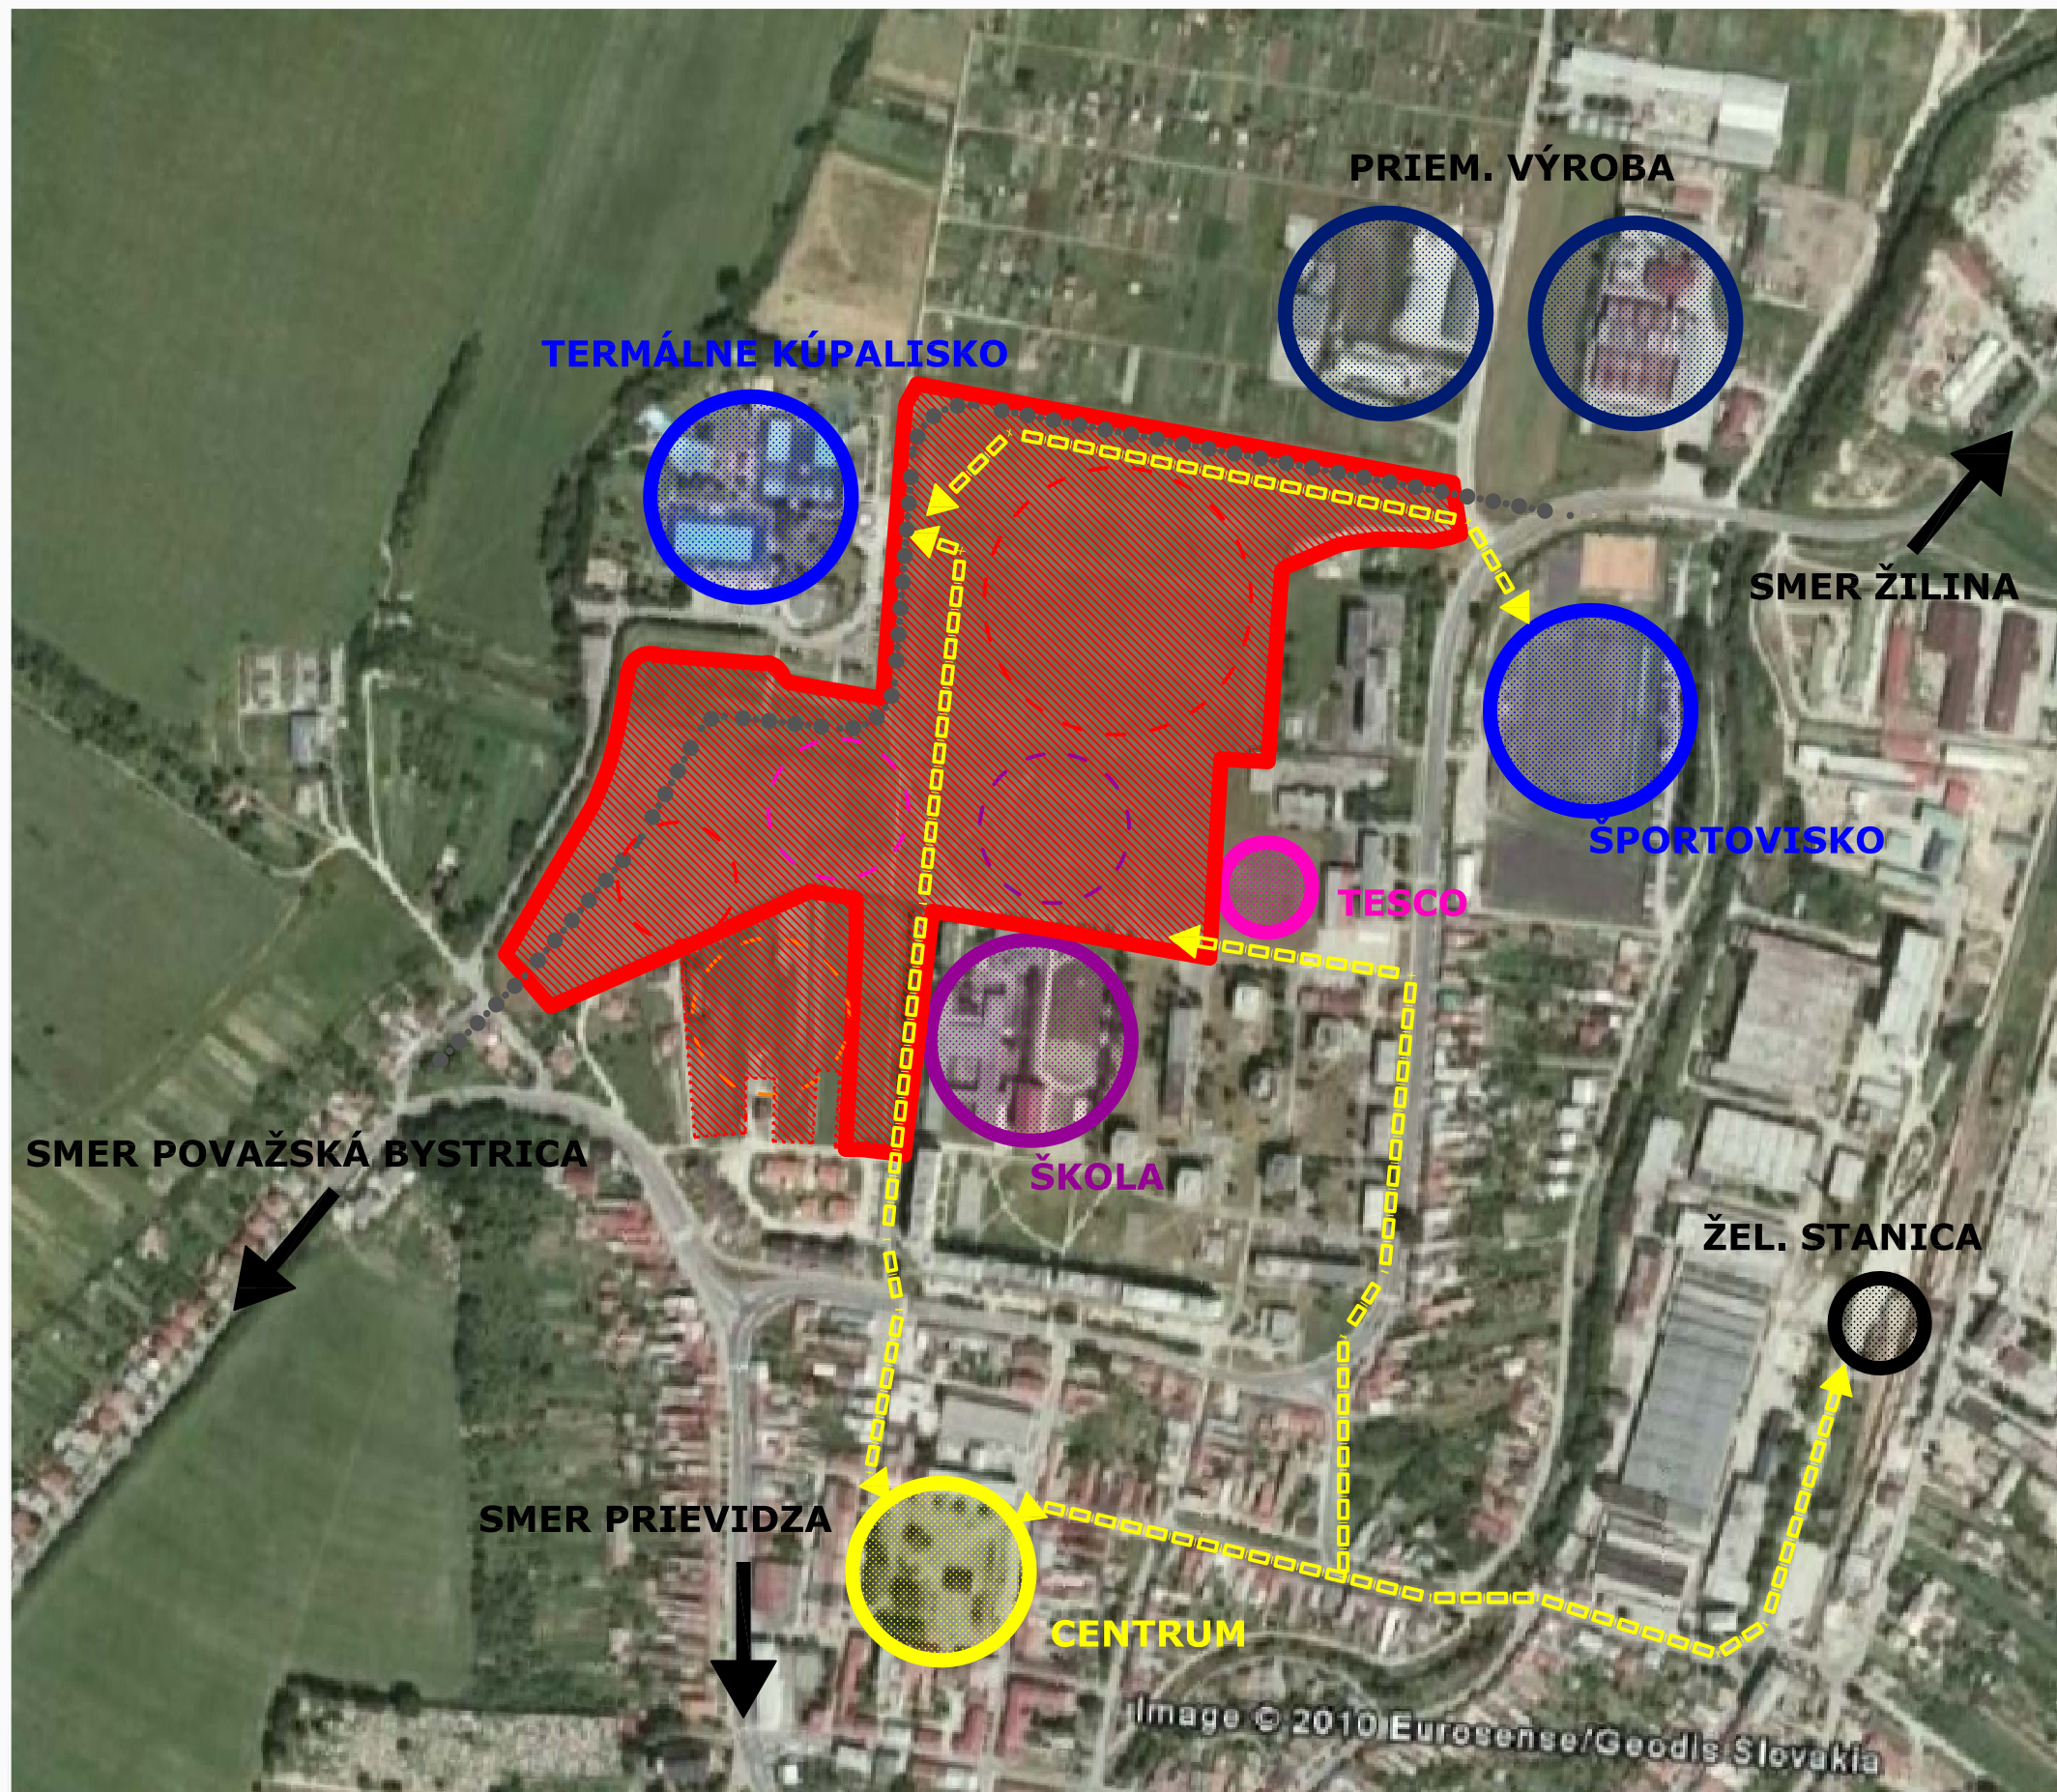 PRIEM. VÝROBA
TERMÁLNE KÚPALISKO
SMER ŽILINA
ŠPORTOVISKO
TESCO
SMER POVAŽSKÁ BYSTRICA
ŠKOLA
ŽEL. STANICA
SMER PRIEVIDZA
CENTRUM
Image © 2010 Eurosense/Geodis Slovakia